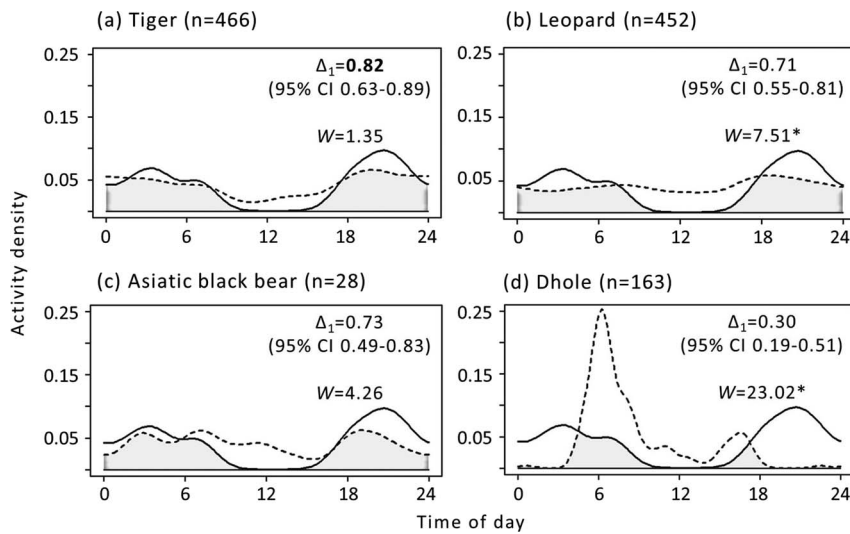 (a) Tiger (n=466)
0.25
0.15
0.05
Δ₁=0.82
(95% CI 0.63-0.89)
W=1.35
0 6 12 18 24
(b) Leopard (n=452)
0.25
0.15
0.05
Δ₁=0.71
(95% CI 0.55-0.81)
W=7.51*
0 6 12 18 24
(c) Asiatic black bear (n=28)
0.25
0.15
0.05
Δ₁=0.73
(95% CI 0.49-0.83)
W=4.26
0 6 12 18 24
(d) Dhole (n=163)
0.25
0.15
0.05
Δ₁=0.30
(95% CI 0.19-0.51)
W=23.02*
0 6 12 18 24
Activity density
Time of day